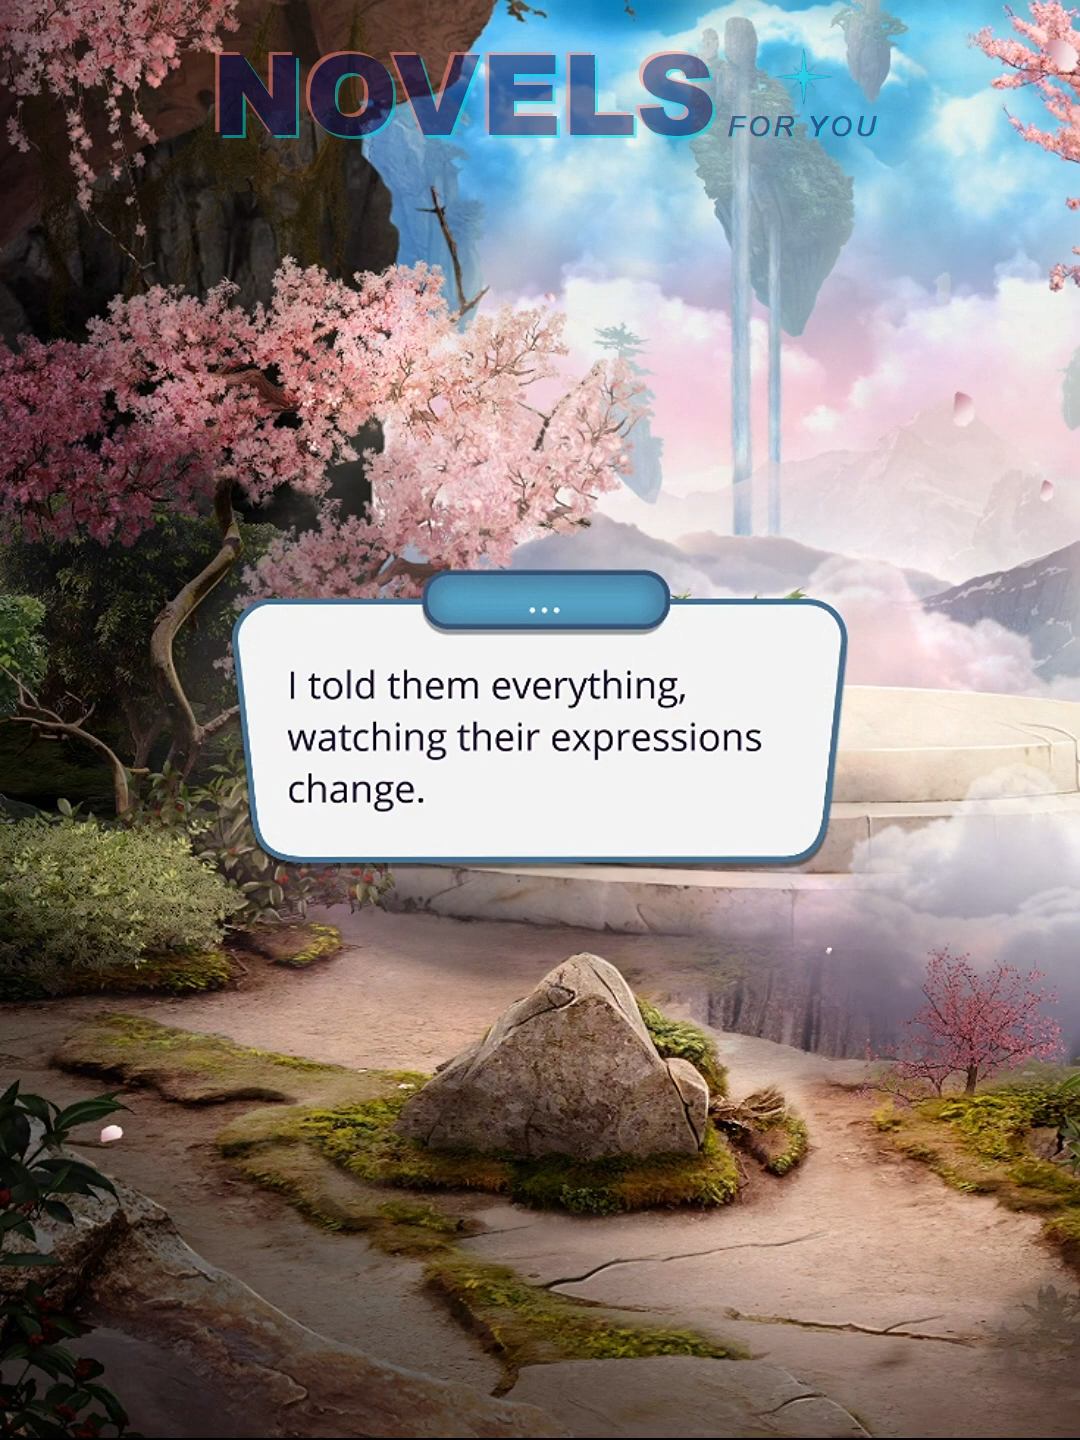 NOVELS
FOR YOU
...
I told them everything,
watching their expressions
change.